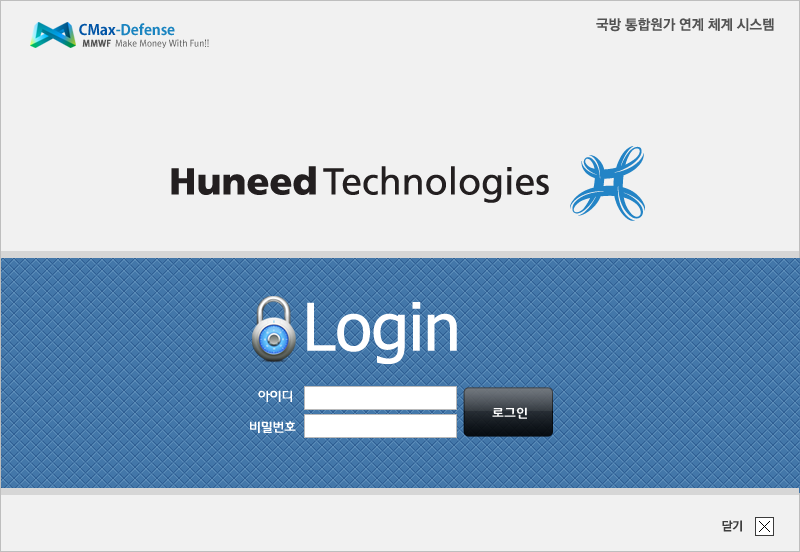 CMax-Defense
MMWF Make Money With Fun!!
국방 통합원가 연계 체계 시스템
Huneed Technologies
Login
아이디
비밀번호
로그인
닫기